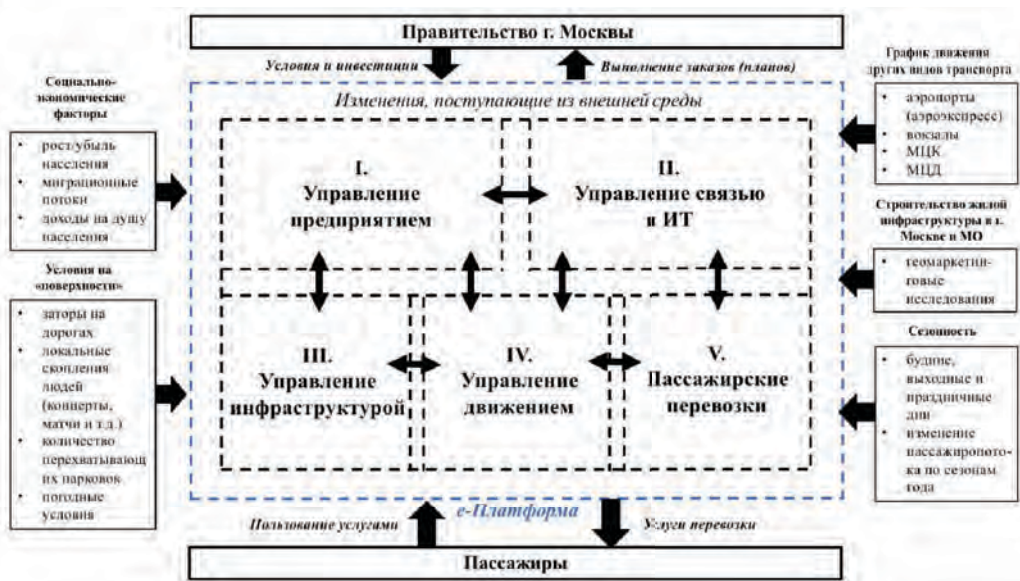 Правительство г. Москвы
Условия и инвестиции
Выполнение заказов (планов)
Социально-
экономические
факторы
• рост/убыль
населения
• миграционные
потоки
• доходы на душу
населения
Условия на
«поверхности»
• заторы на
дорогах
• локальные
скопления
людей
(концерты,
матчи и т.д.)
• количество
перехватывающ
их парковок
• погодные
условия
Изменения, поступающие из внешней среды
I.
Управление
предприятием
II.
Управление связью
и ИТ
III.
Управление
инфраструктурой
IV.
Управление
движением
V.
Пассажирские
перевозки
е-Платформа
График движения
других видов транспорта
• аэропорты
(аэроэкспресс)
• вокзалы
• МЦК
• МЦД
Строительство жилой
инфраструктуры в г.
Москве и МО
• геомаркетин-
говые
исследования
Сезонность
• будние,
выходные и
праздничные
дни
• изменение
пассажиропото-
ка по сезонам
года
Пользование услугами
Услуги перевозки
Пассажиры